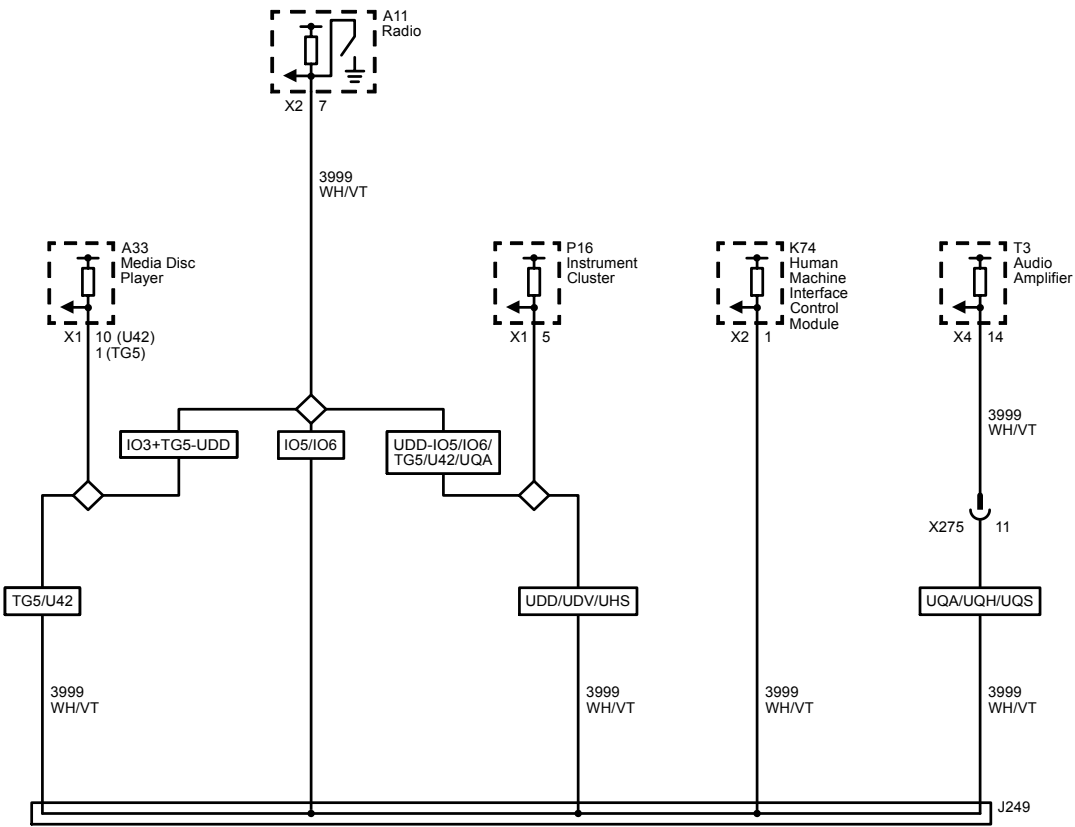 A11
Radio
X2 7
3999
WH/VT
A33
Media Disc
Player
X1 10 (U42)
1 (TG5)
P16
Instrument
Cluster
X1 5
K74
Human
Machine
Interface
Control
Module
X2 1
T3
Audio
Amplifier
X4 14
3999
WH/VT
IO3+TG5-UDD
IO5/IO6
UDD-IO5/IO6/
TG5/U42/UQA
X275 11
TG5/U42
UDD/UDV/UHS
UQA/UQH/UQS
3999
WH/VT
3999
WH/VT
3999
WH/VT
3999
WH/VT
J249